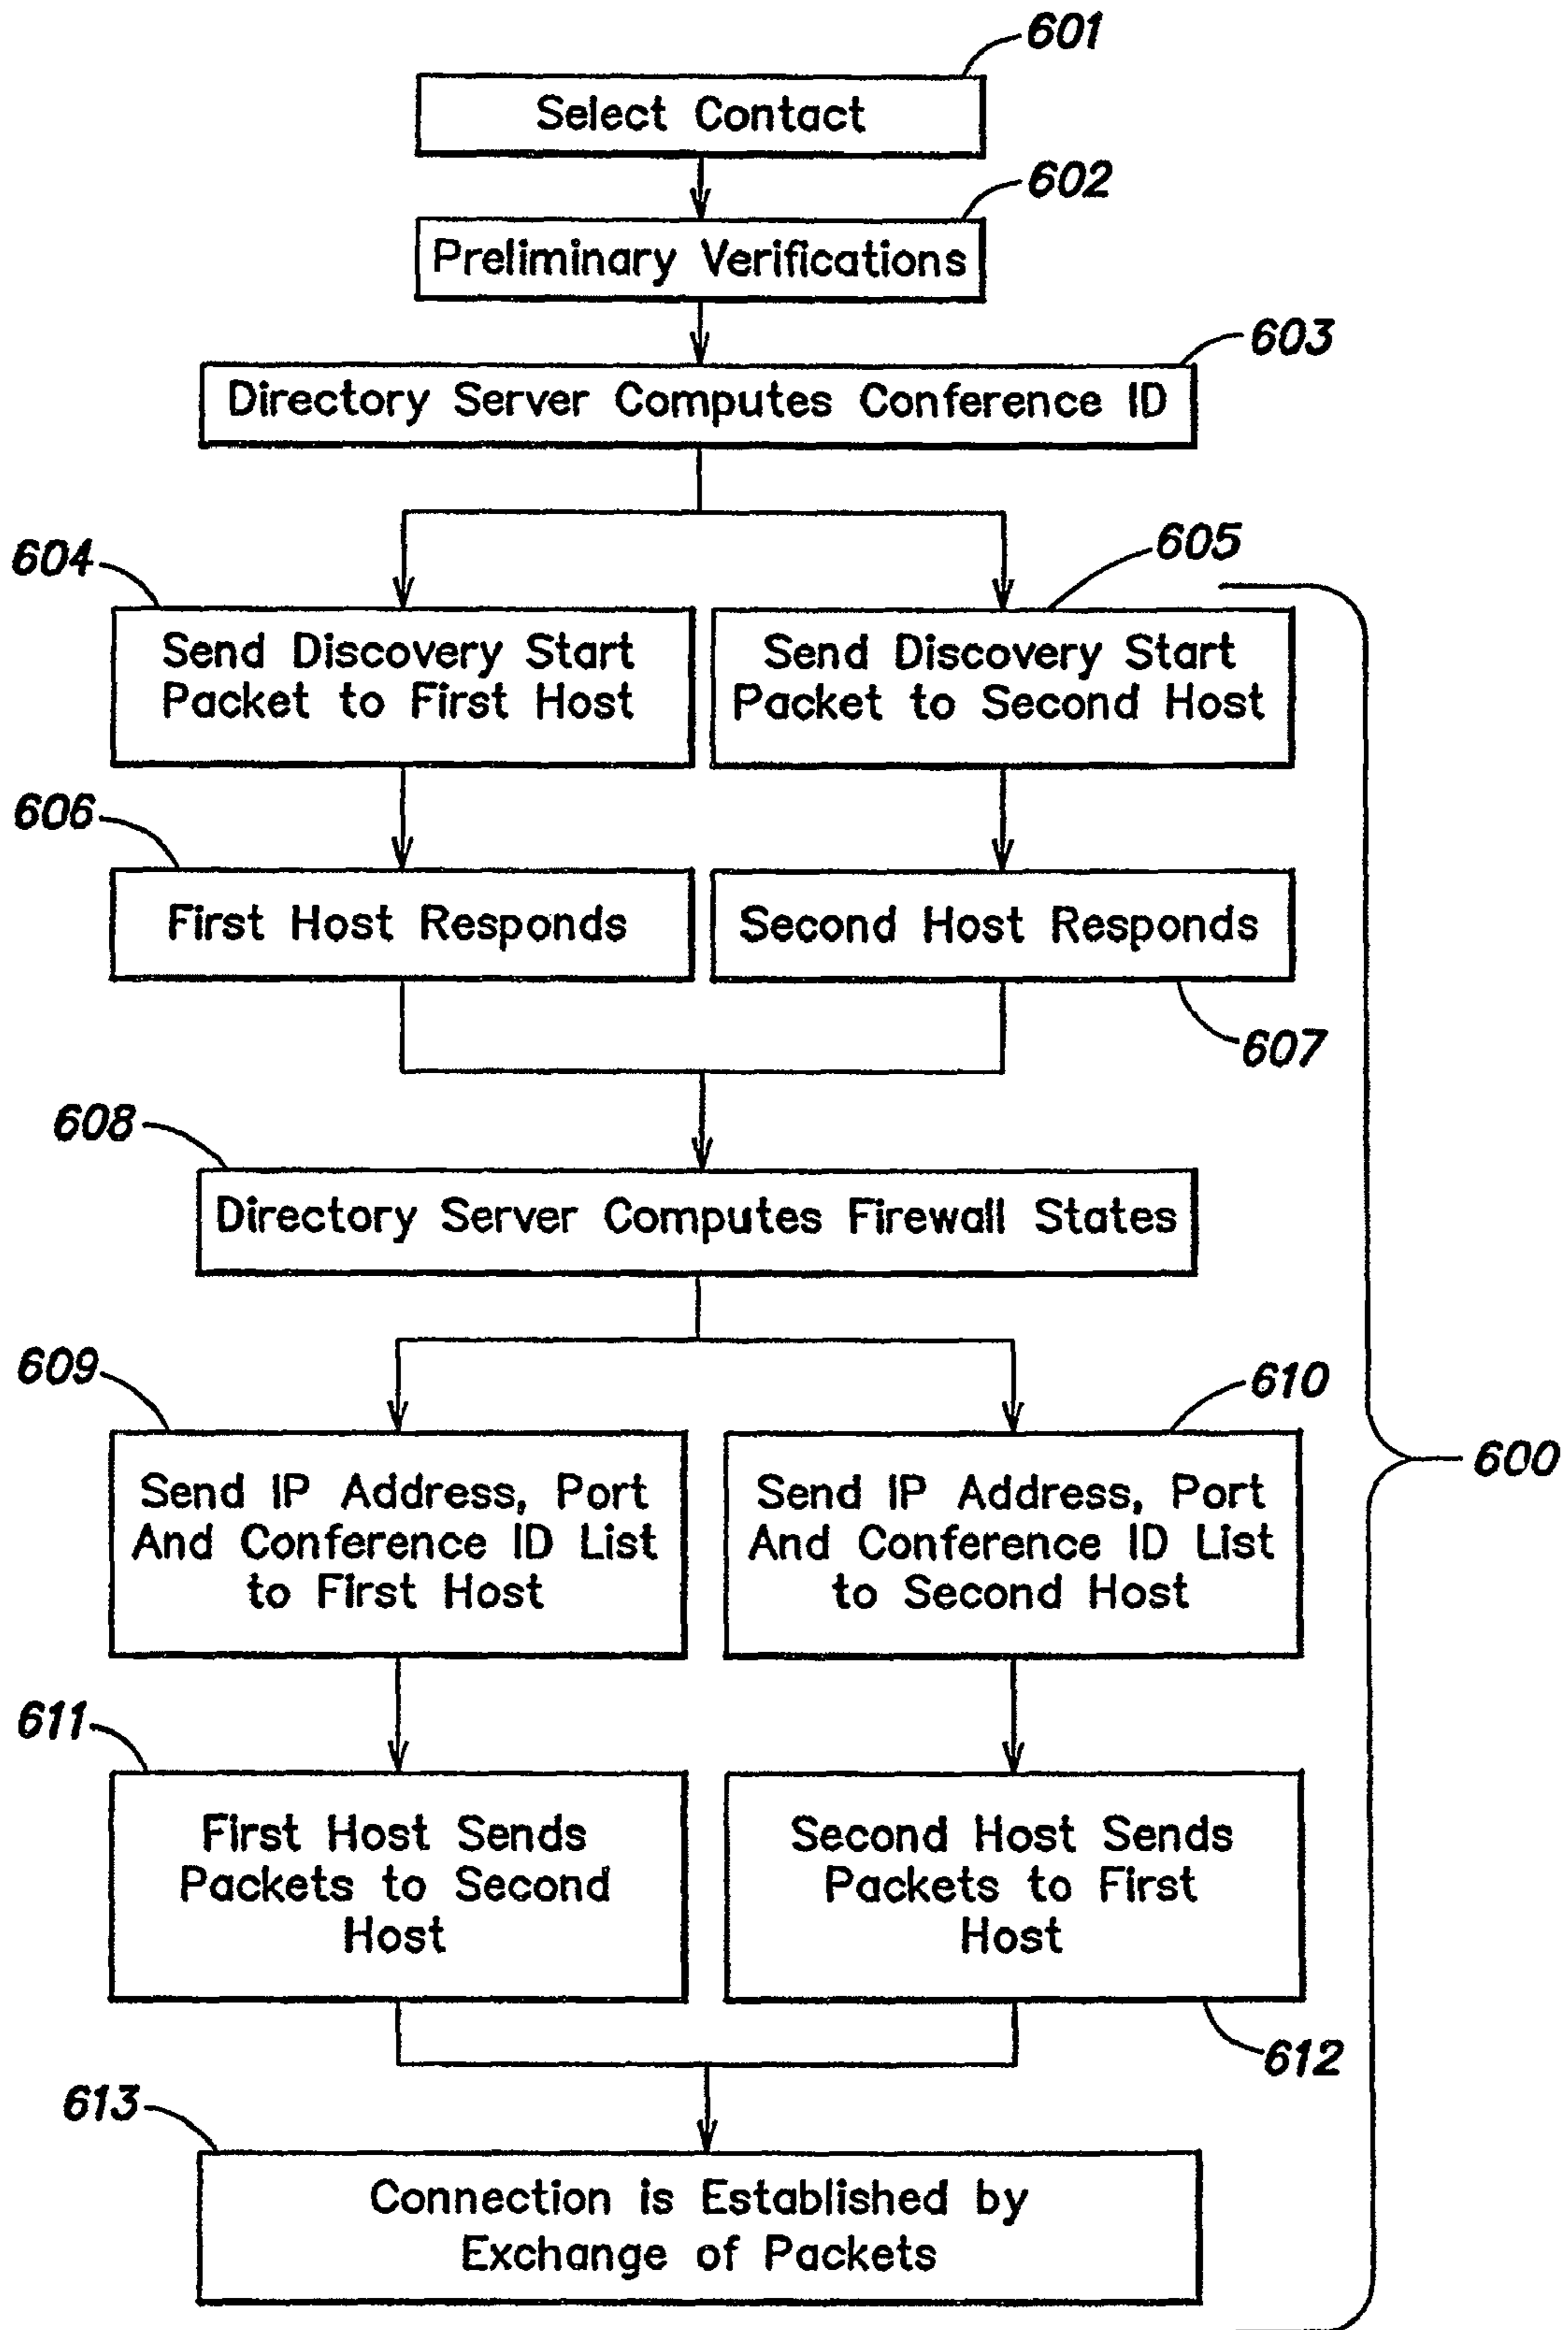 601
Select Contact
602
Preliminary Verifications
603
Directory Server Computes Conference ID
604
605
Send Discovery Start
Packet to First Host
Send Discovery Start
Packet to Second Host
606
First Host Responds
Second Host Responds
607
608
Directory Server Computes Firewall States
609
610
Send IP Address, Port
And Conference ID List
to First Host
Send IP Address, Port
And Conference ID List
to Second Host
600
611
First Host Sends
Packets to Second
Host
Second Host Sends
Packets to First
Host
612
613
Connection is Established by
Exchange of Packets